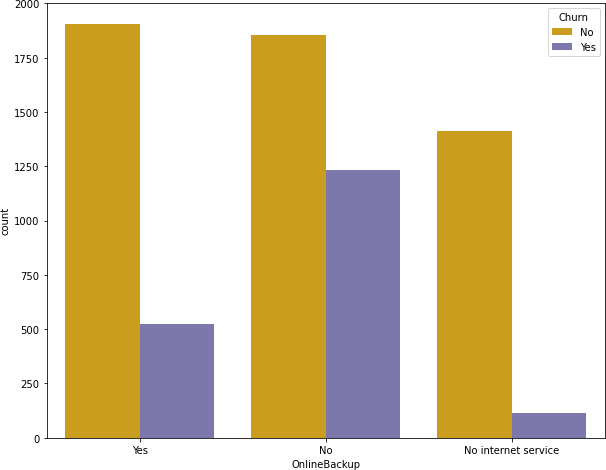 Churn
No
Yes
2000
1750
1500
1250
1000
750
500
250
0
count
Yes No No internet service
OnlineBackup